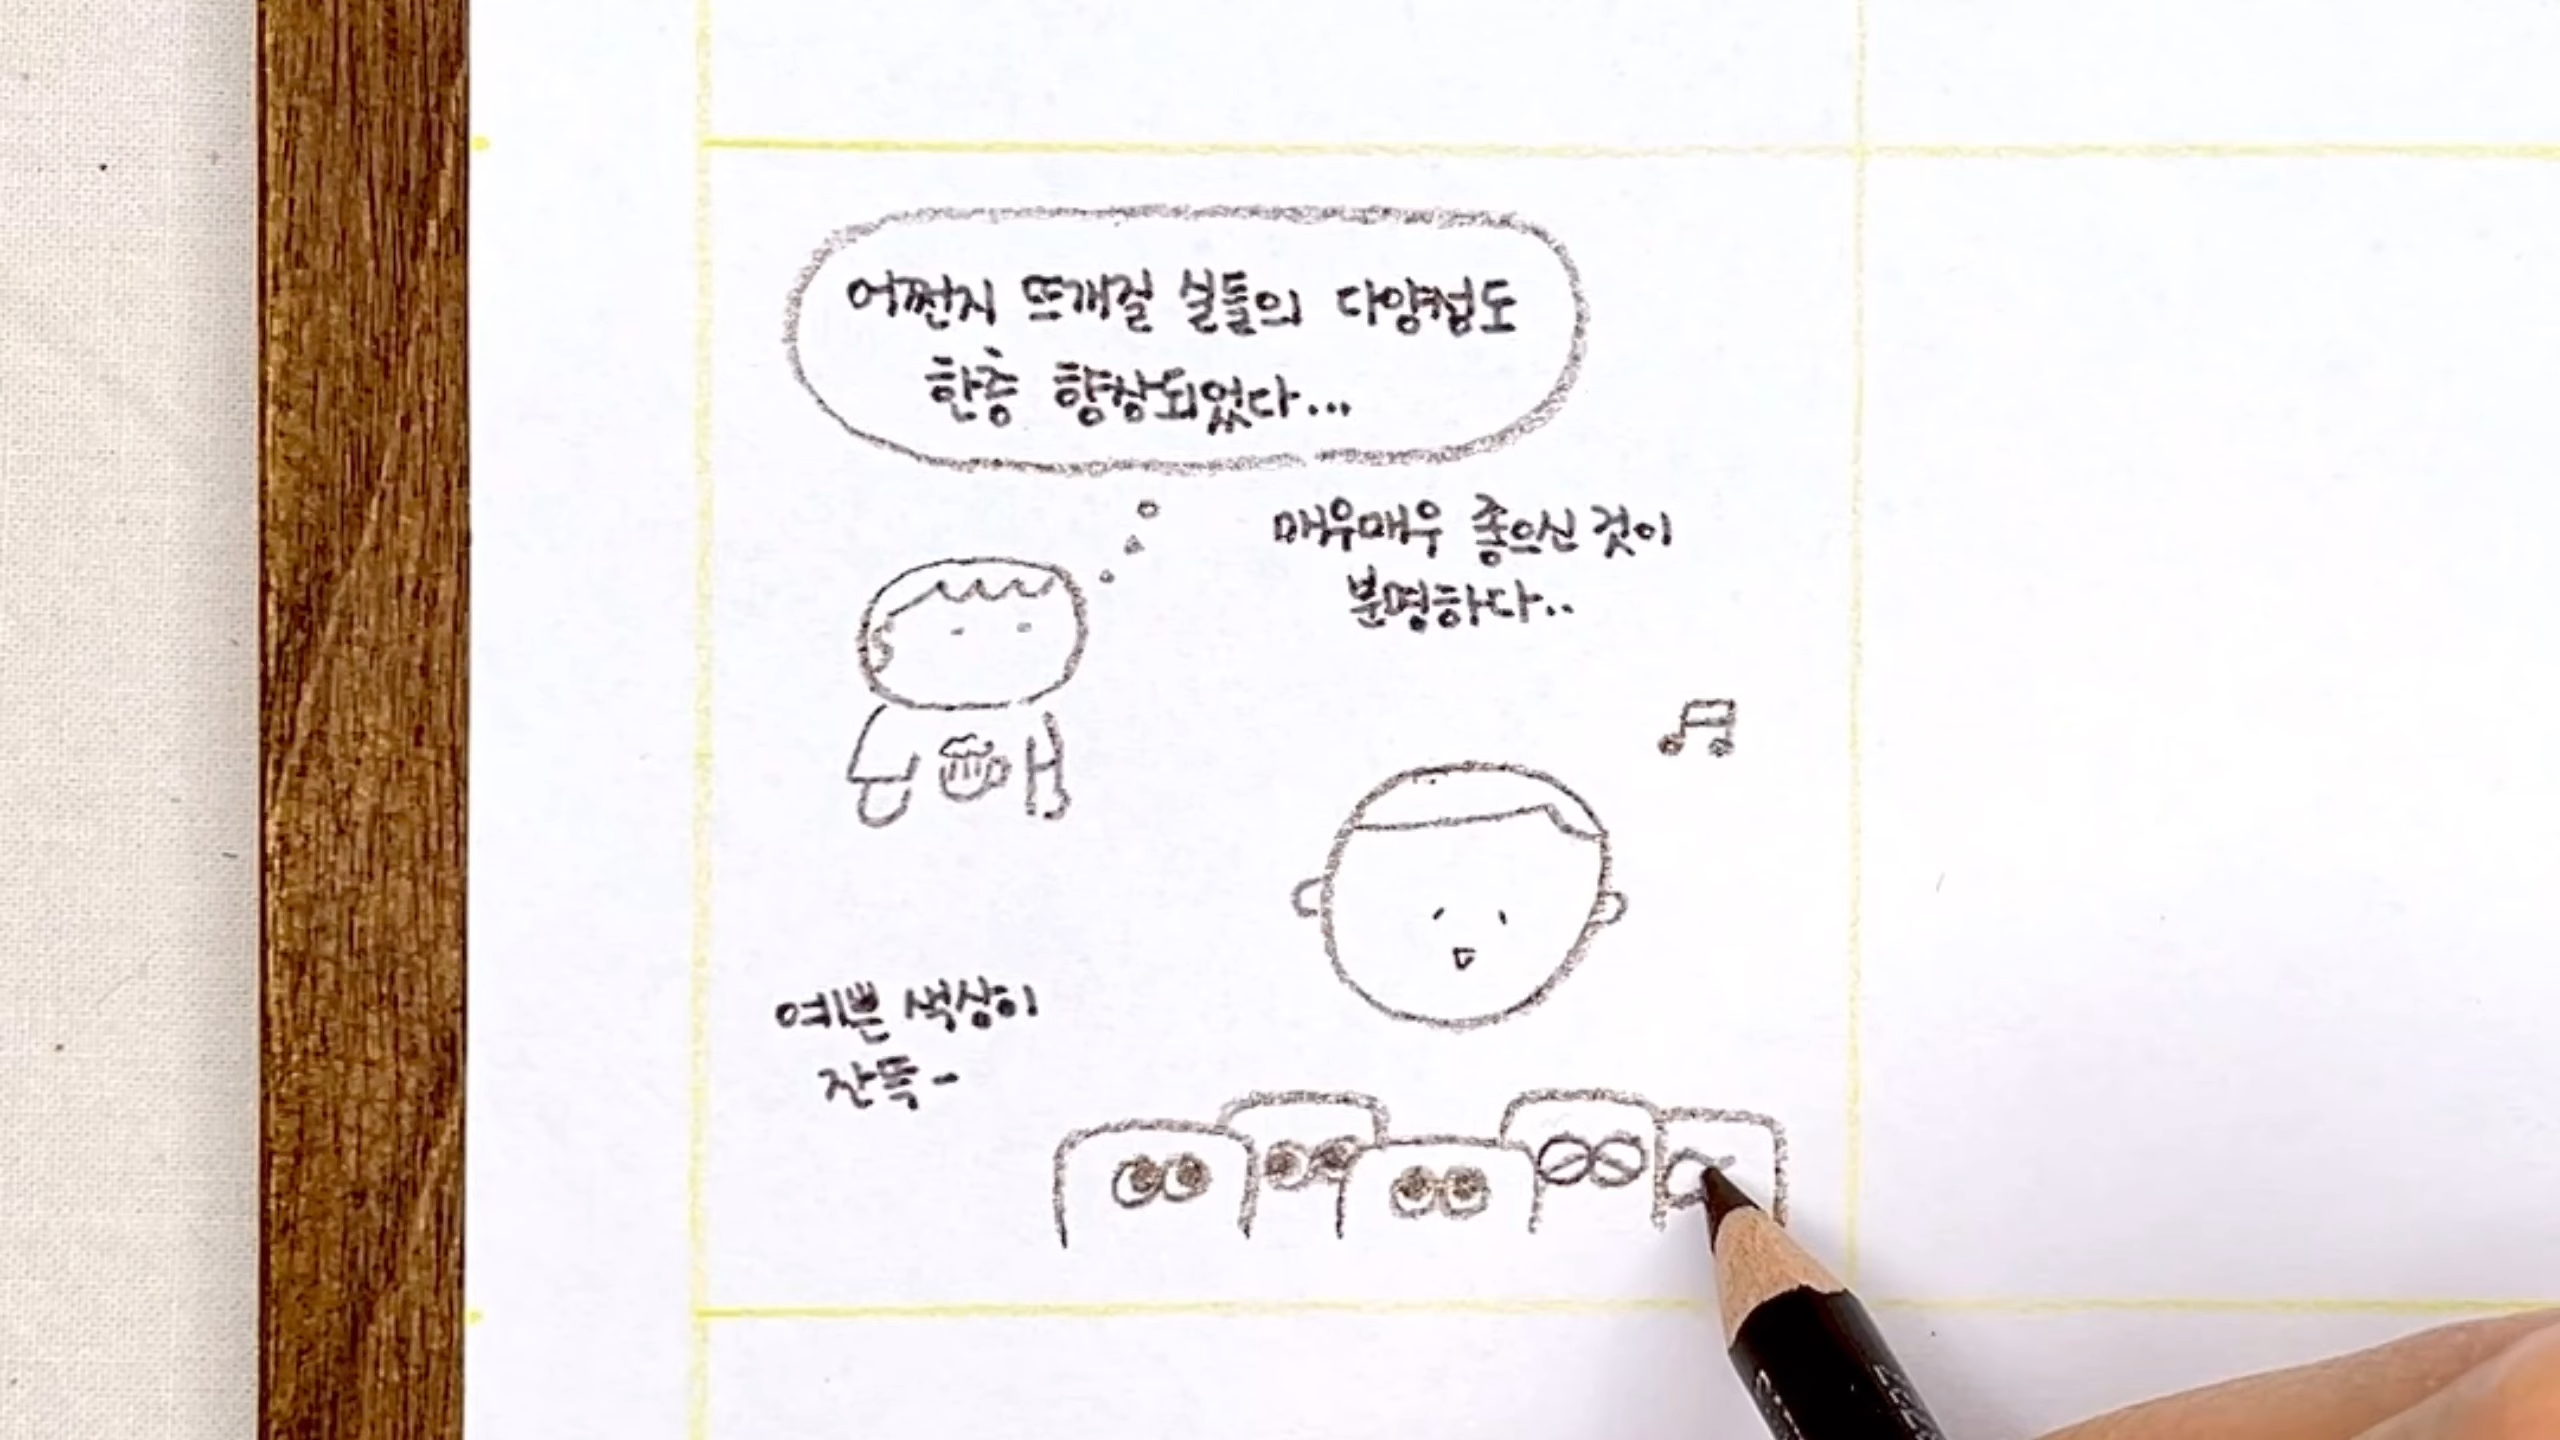 어쩐지 뜨개걸 실들의 다양점도
한층 향상되었다...
매우매우 좋으신 것이
분명하다..
예쁜 색상이
잔뜩-